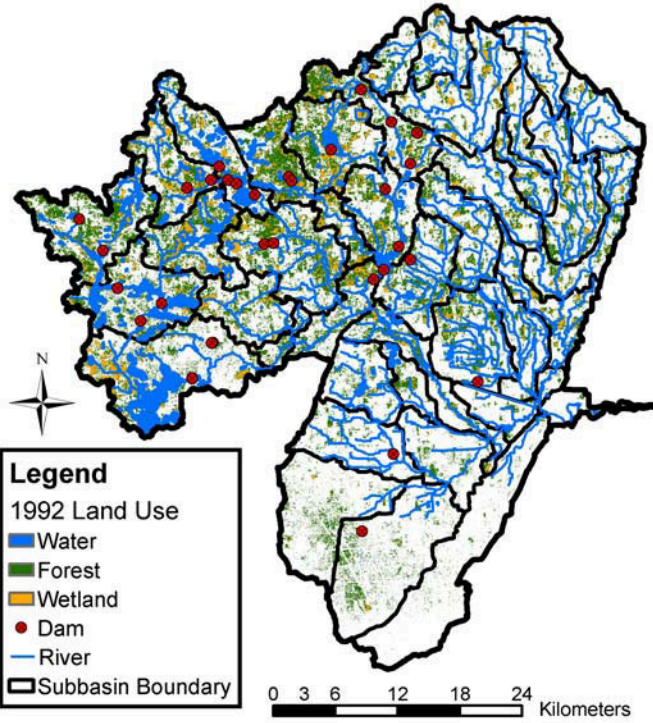 N
Legend
1992 Land Use
Water
Forest
Wetland
Dam
River
Subbasin Boundary
0 3 6 12 18 24
Kilometers